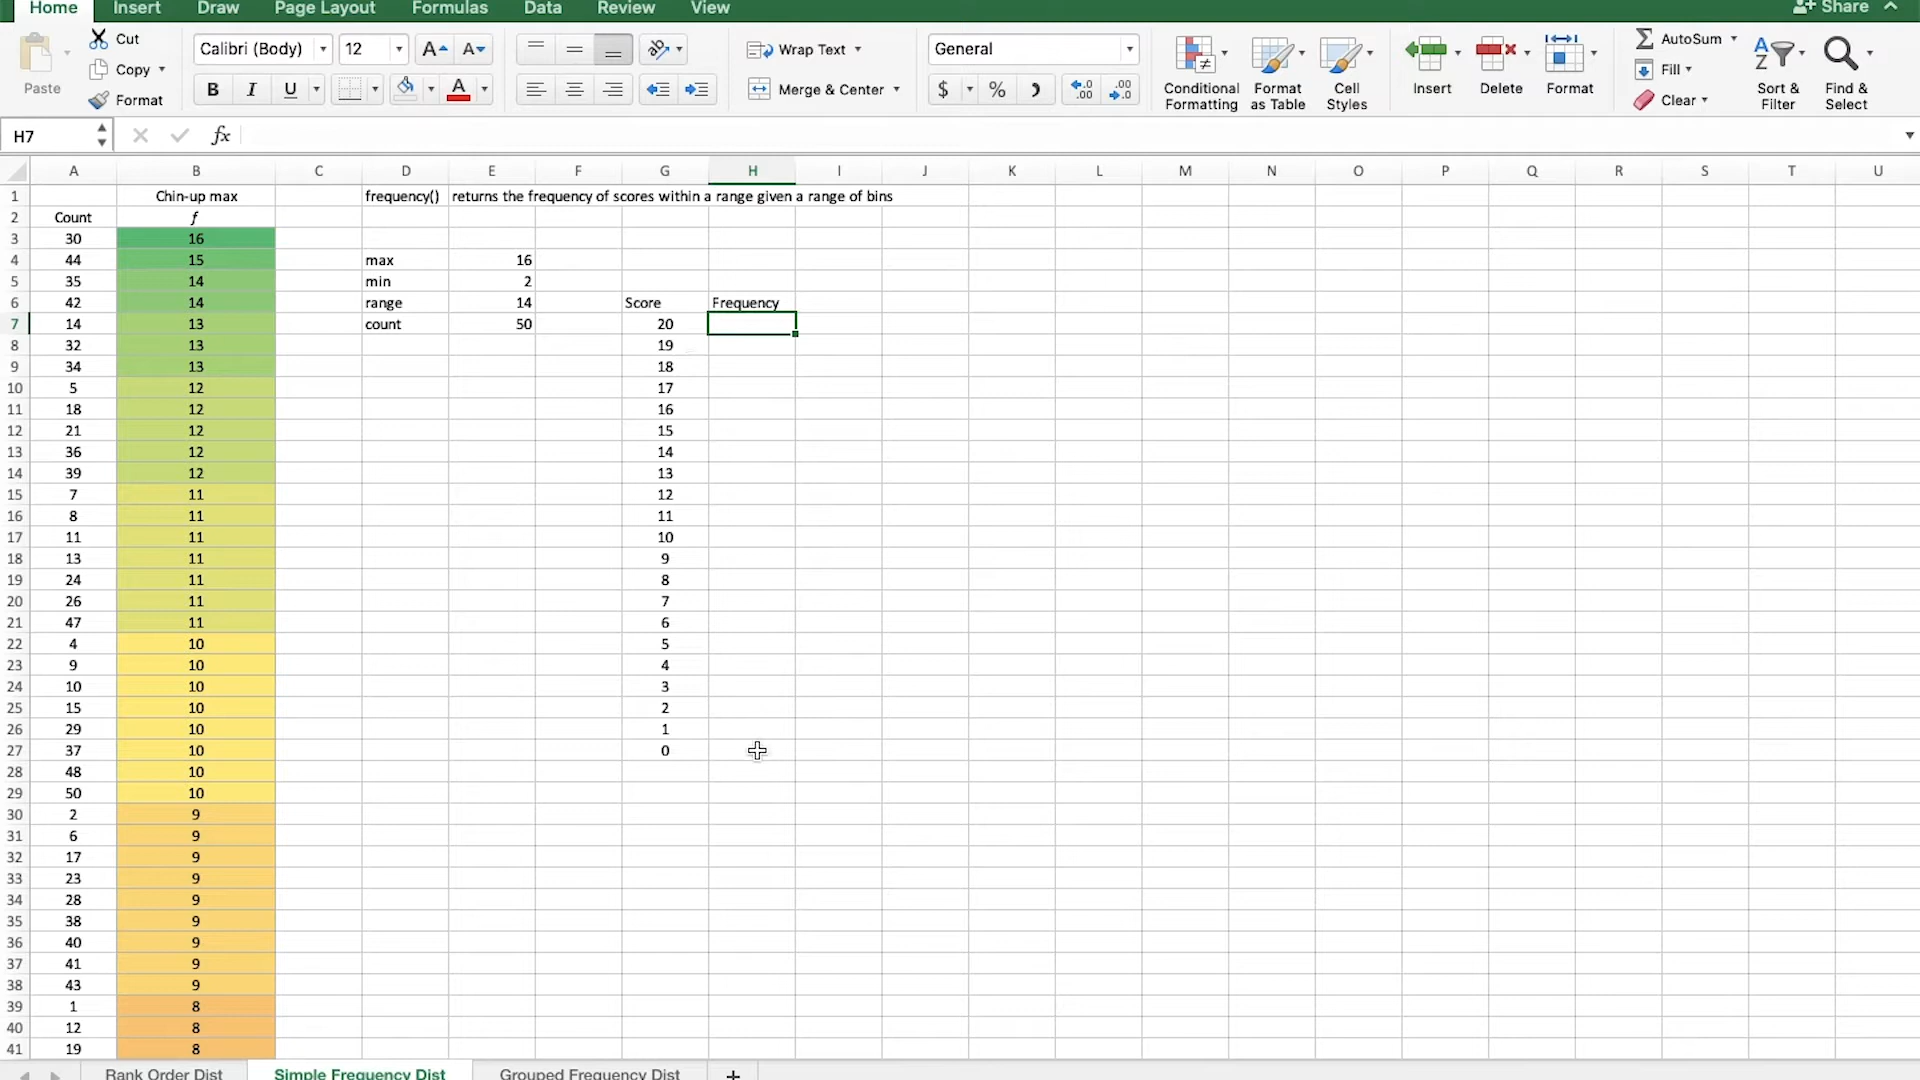 Home Insert Draw Page Layout Formulas Data Review View Share
Paste
Cut
Copy
Format
Calibri (Body) 12 A A
B I U A
ab
Wrap Text
Merge & Center
General
$ % )
.00 .00
.0 .0
Conditional Formatting
Format as Table
Cell Styles
Insert
Delete
Format
AutoSum
Fill
Clear
Sort & Filter
Find & Select
H7 fx
A B C D E F G H I J K L M N O P Q R S T U
1 Chin-up max frequency() returns the frequency of scores within a range given a range of bins
2 Count f
3 30 16
4 44 15 max 16
5 35 14 min 2
6 42 14 range 14 Score Frequency
7 14 13 count 50 20
8 32 13 19
9 34 13 18
10 5 12 17
11 18 12 16
12 21 12 15
13 36 12 14
14 39 12 13
15 7 11 12
16 8 11 11
17 11 11 10
18 13 11 9
19 24 11 8
20 26 11 7
21 47 11 6
22 4 10 5
23 9 10 4
24 10 10 3
25 15 10 2
26 29 10 1
27 37 10 0
28 48 10
29 50 10
30 2 9
31 6 9
32 17 9
33 23 9
34 28 9
35 38 9
36 40 9
37 41 9
38 43 9
39 1 8
40 12 8
41 19 8
Rank Order Dist Simple Frequency Dist Grouped Frequency Dist +